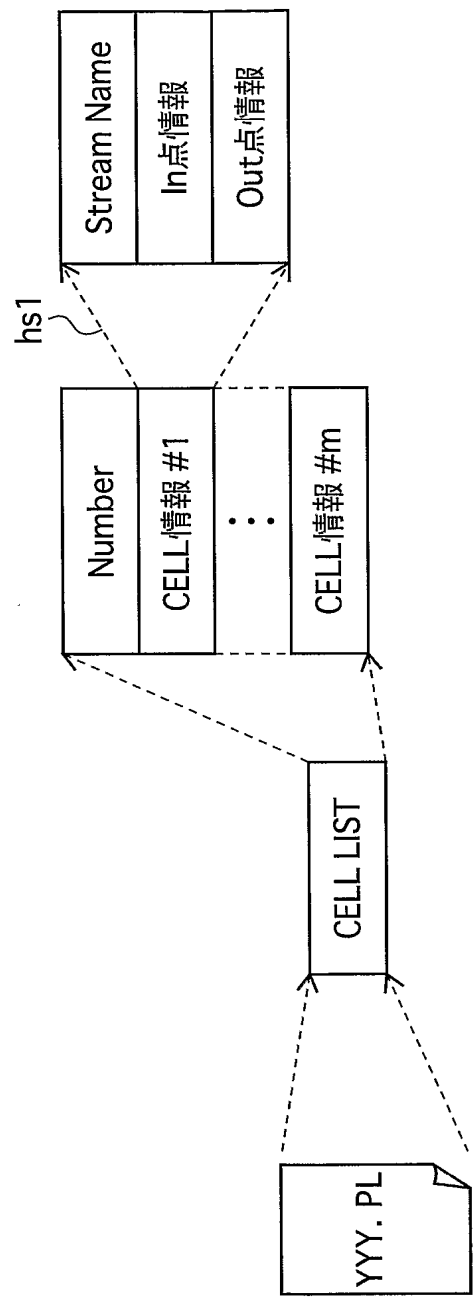 YYY. PL
CELL LIST
Number
CELL情報 #1
CELL情報 #m
hs1
Stream Name
In点情報
Out点情報